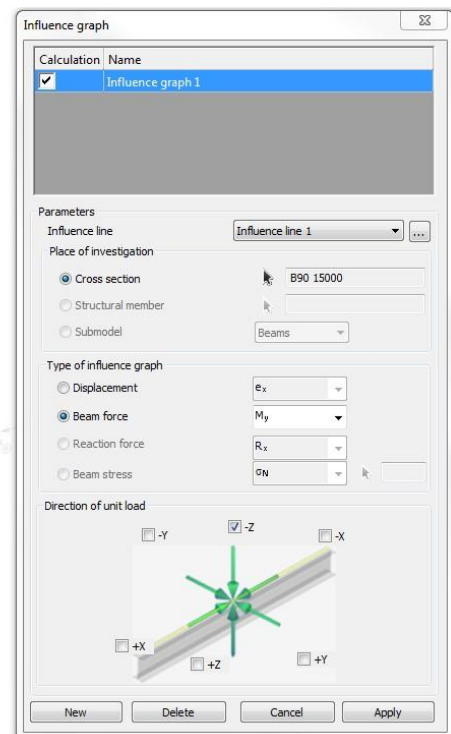 Influence graph
Calculation Name
Influence graph 1
Parameters
Influence line Influence line 1 ...
Place of investigation
Cross section B90 15000
Structural member
Submodel Beams
Type of influence graph
Displacement eₓ
Beam force Mᵧ
Reaction force Rₓ
Beam stress σN
Direction of unit load
-Y -Z -X
+X +Z +Y
New Delete Cancel Apply